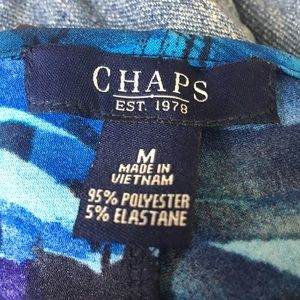 CHAPS
EST. 1978
M
MADE IN
VIETNAM
95% POLYESTER
5% ELASTANE